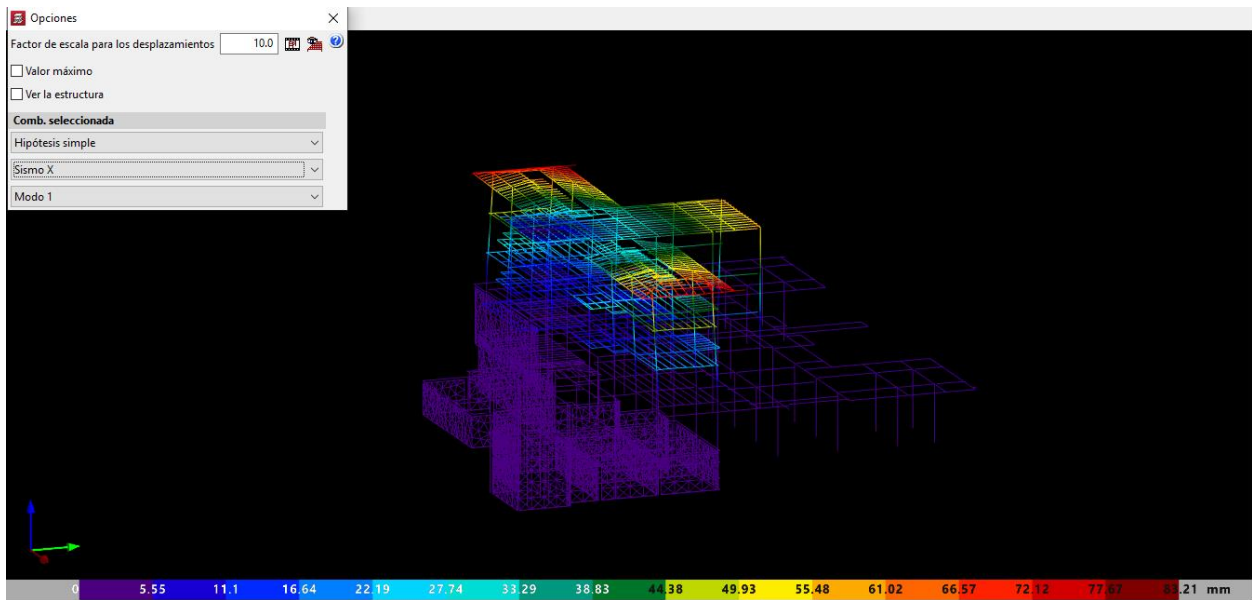 Opciones
Factor de escala para los desplazamientos 10.0
Valor máximo
Ver la estructura
Comb. seleccionada
Hipótesis simple
Sismo X
Modo 1
0 5.55 11.1 16.64 22.19 27.74 33.29 38.83 44.38 49.93 55.48 61.02 66.57 72.12 77.67 83.21 mm